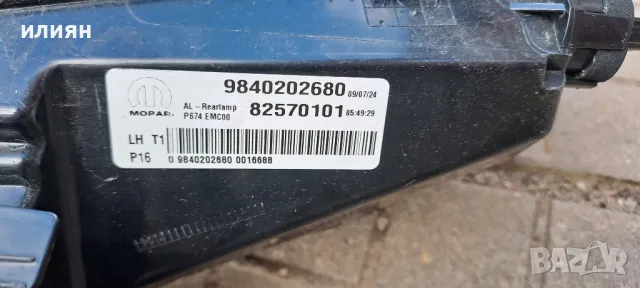 илиян
9840202680 09/07/24
AL-Rearlamp 82570101 05:49:29
MOPAR P674 EMC00
LH T1
P16 0 9840202680 0016688
BAZAR